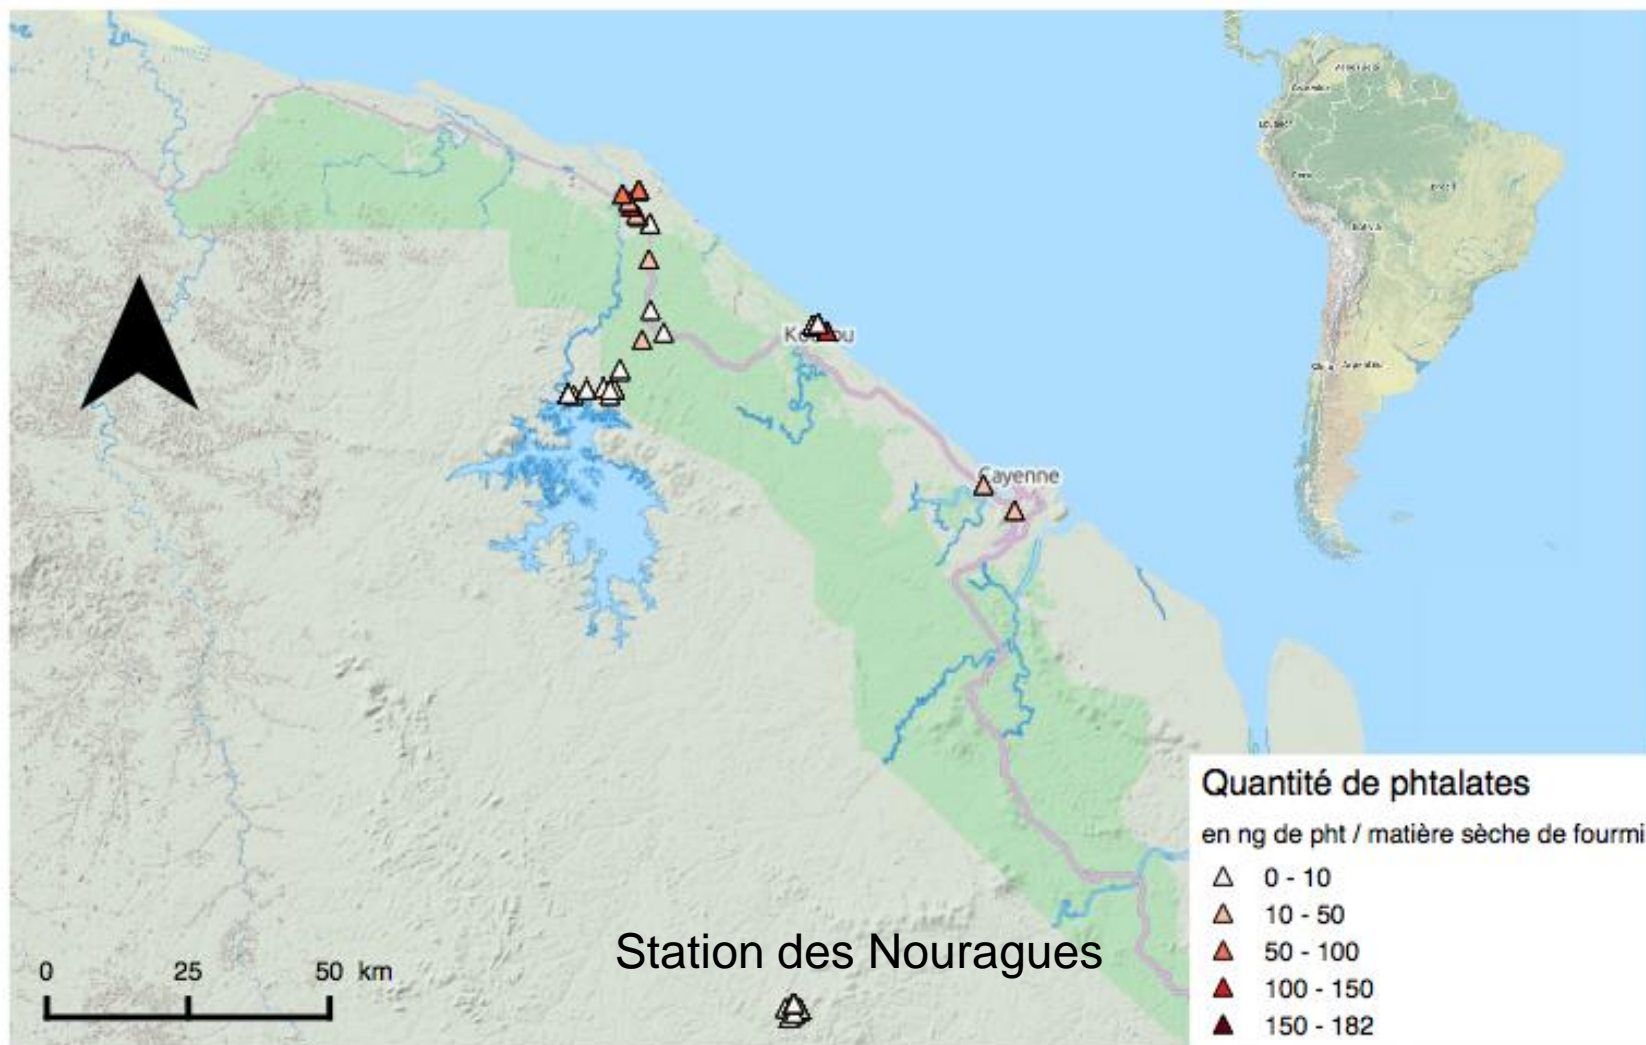 Kourou
Cayenne
Station des Nouragues
0 25 50 km
Quantité de phtalates
en ng de pht / matière sèche de fourmi
0 - 10
10 - 50
50 - 100
100 - 150
150 - 182